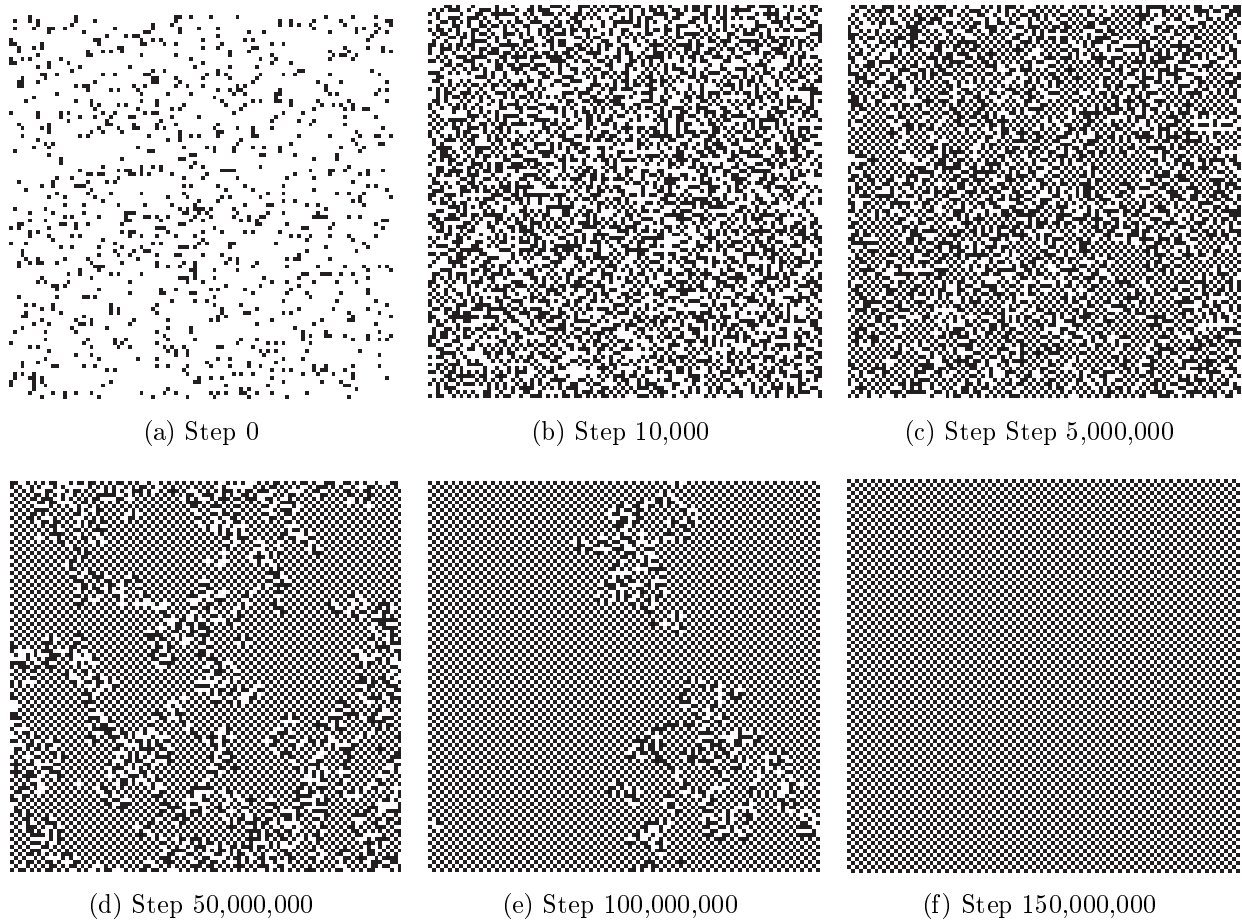 (a) Step 0
(b) Step 10,000
(c) Step Step 5,000,000
(d) Step 50,000,000
(e) Step 100,000,000
(f) Step 150,000,000